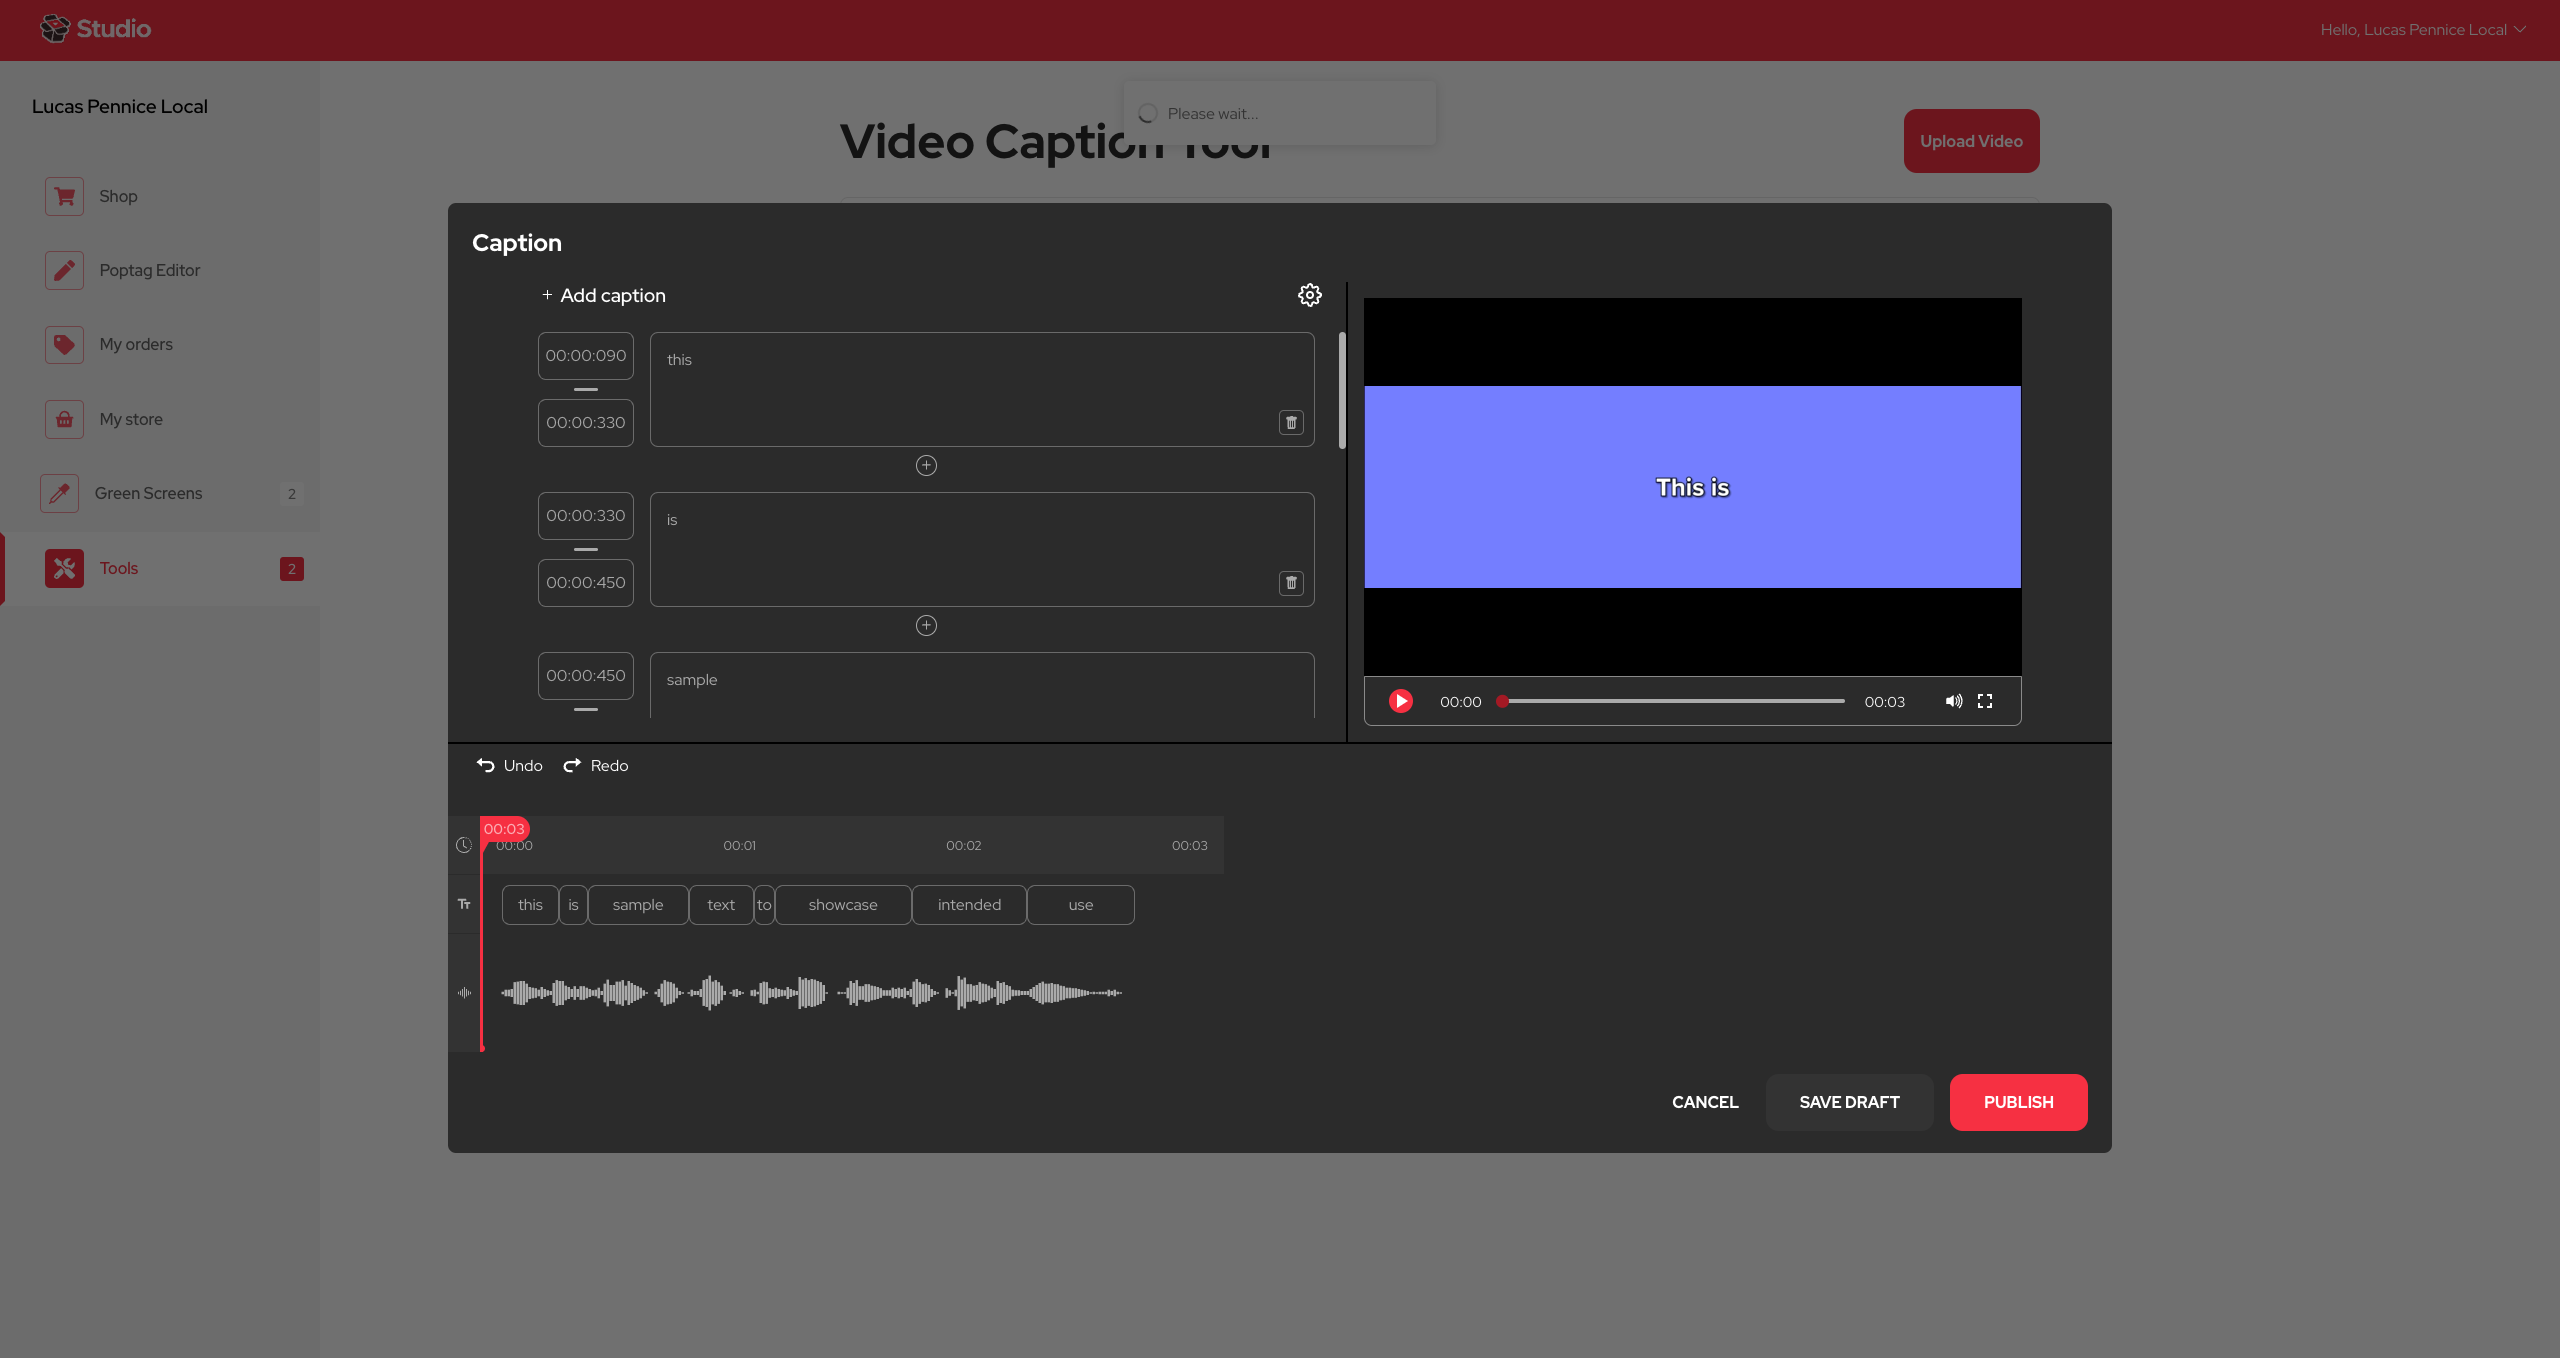 Studio
Hello, Lucas Pennice Local
Lucas Pennice Local
Shop
Poptag Editor
My orders
My store
Green Screens 2
Tools 2
Please wait...
Video Caption Tool
Upload Video
Caption
+ Add caption
00:00:090
this
00:00:330
00:00:330
is
00:00:450
00:00:450
sample
This is
00:00
00:03
Undo
Redo
00:03
00:00
00:01
00:02
00:03
Tт
this
is
sample
text
to
showcase
intended
use
CANCEL
SAVE DRAFT
PUBLISH